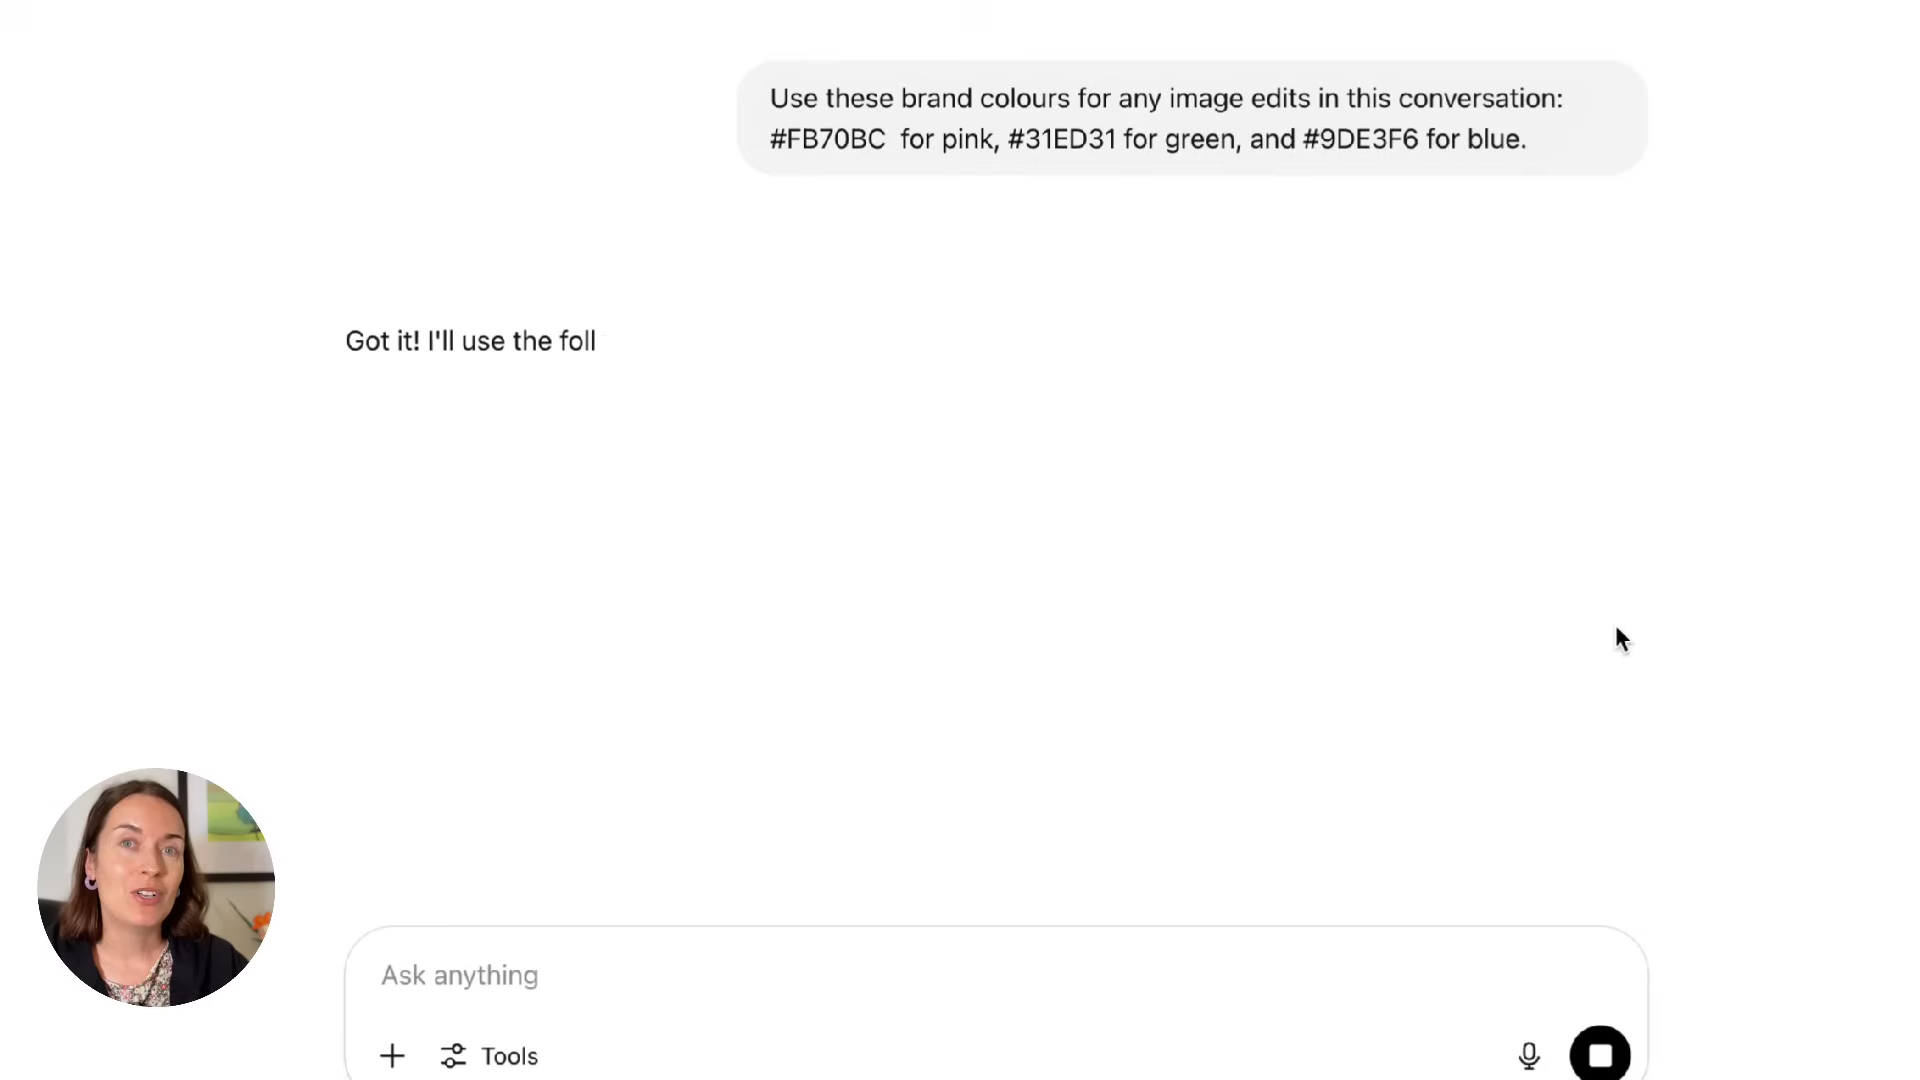 Use these brand colours for any image edits in this conversation:
#FB70BC for pink, #31ED31 for green, and #9DE3F6 for blue.
Got it! I'll use the foll
Ask anything
Tools